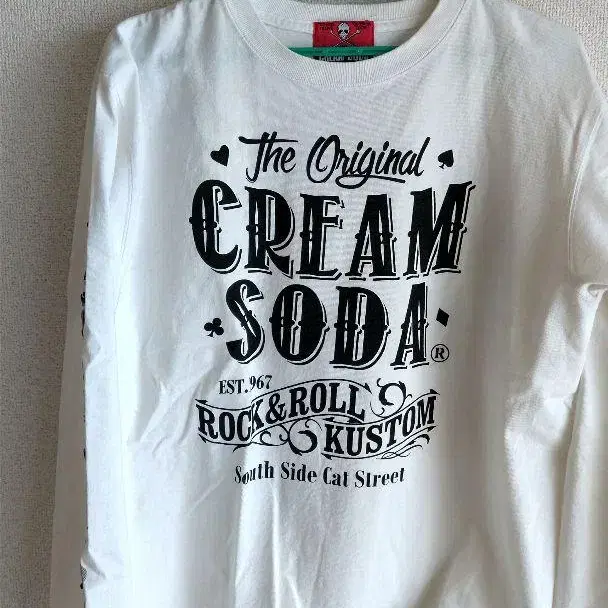 The Original
CREAM
SODA®
EST. 967
ROCK & ROLL
KUSTOM
South Side Cat Street